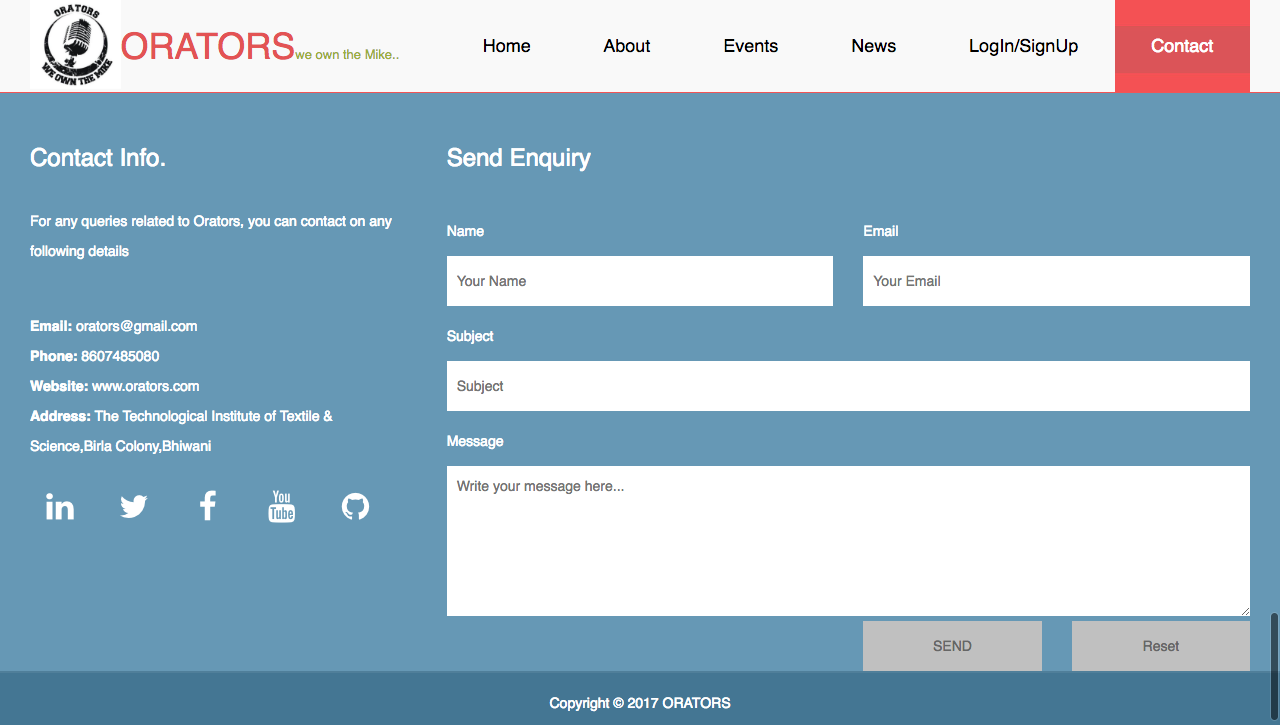 ORATORS
WE OWN THE MIKE
ORATORS we own the Mike..
Home
About
Events
News
LogIn/SignUp
Contact
Contact Info.
For any queries related to Orators, you can contact on any
following details
Email: orators@gmail.com
Phone: 8607485080
Website: www.orators.com
Address: The Technological Institute of Textile &
Science,Birla Colony,Bhiwani
in
f
You
Tube
Send Enquiry
Name
Email
Your Name
Your Email
Subject
Subject
Message
Write your message here...
SEND
Reset
Copyright © 2017 ORATORS